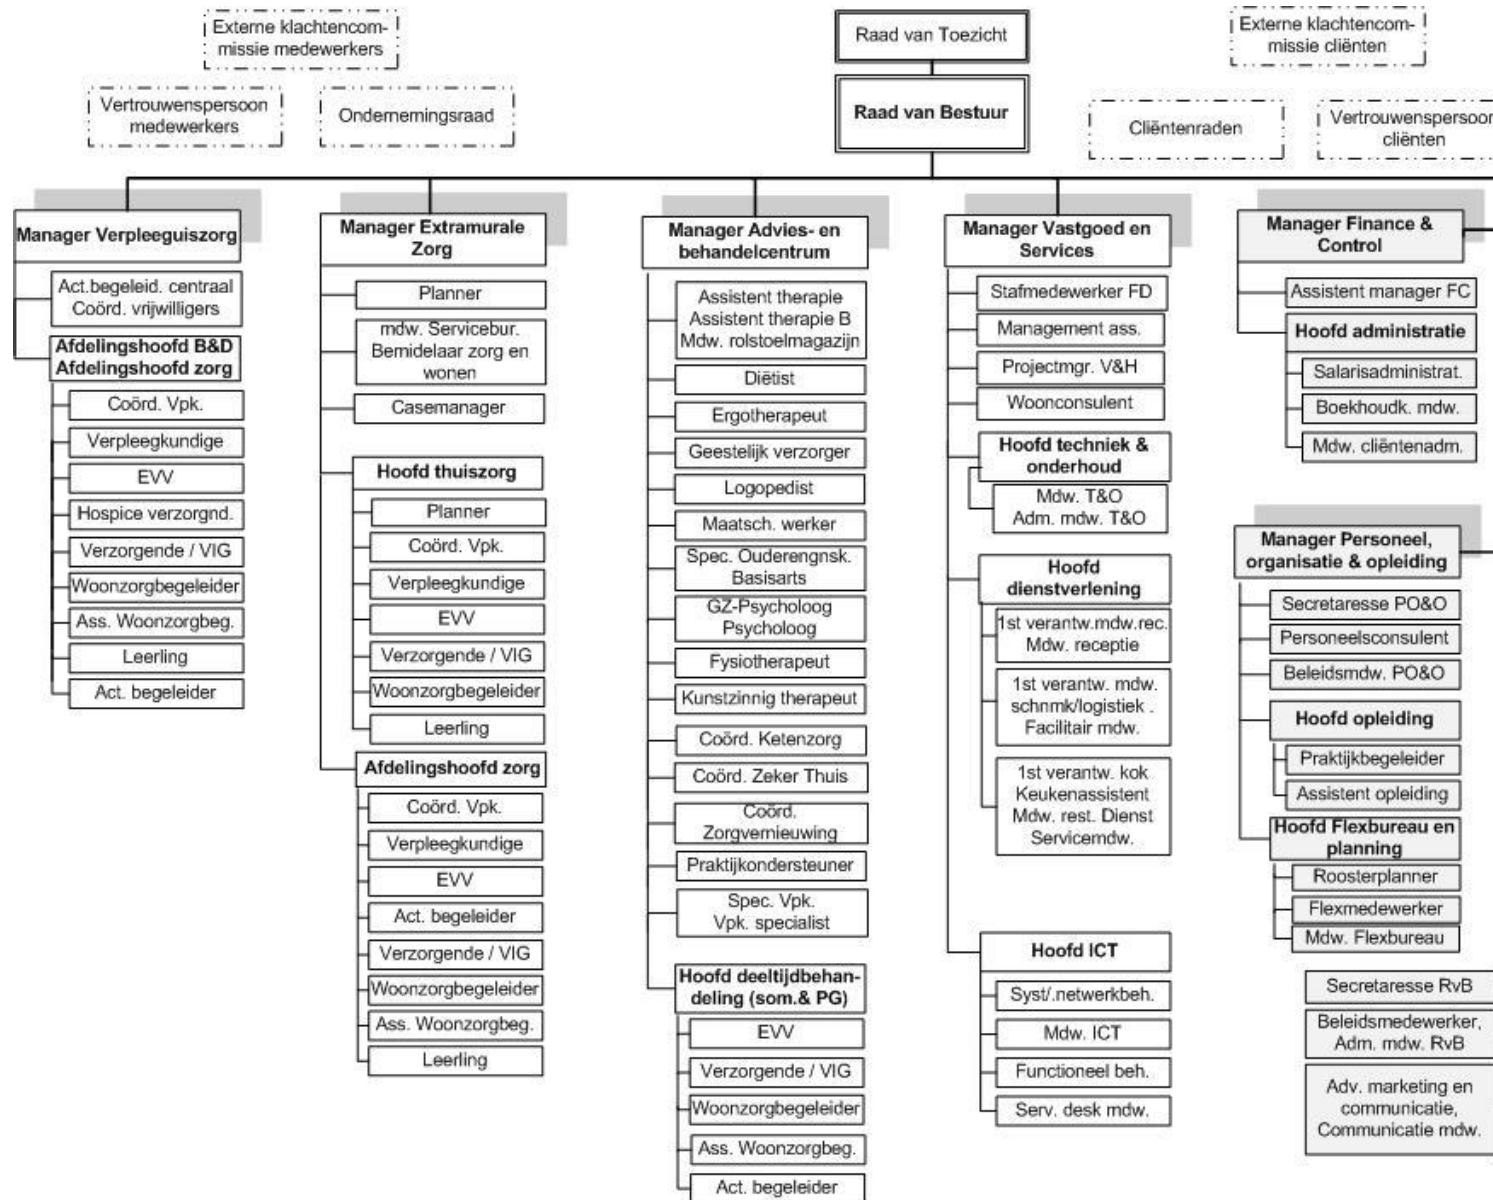 Externe klachtencom-
missie medewerkers
Vertrouwenspersoon
medewerkers
Ondernemingsraad
Raad van Toezicht
Raad van Bestuur
Externe klachtencom-
missie cliënten
Cliëntenraden
Vertrouwenspersoon
cliënten
Manager Verpleeguiszorg
Act.begeleid. centraal
Coörd. vrijwilligers
Afdelingshoofd B&D
Afdelingshoofd zorg
Coörd. Vpk.
Verpleegkundige
EVV
Hospice verzorgnd.
Verzorgende / VIG
Woonzorgbegeleider
Ass. Woonzorgbeg.
Leerling
Act. begeleider
Manager Extramurale
Zorg
Planner
mdw. Servicebur.
Bemidelaar zorg en
wonen
Casemanager
Hoofd thuiszorg
Planner
Coörd. Vpk.
Verpleegkundige
EVV
Verzorgende / VIG
Woonzorgbegeleider
Leerling
Afdelingshoofd zorg
Coörd. Vpk.
Verpleegkundige
EVV
Act. begeleider
Verzorgende / VIG
Woonzorgbegeleider
Ass. Woonzorgbeg.
Leerling
Manager Advies- en
behandelcentrum
Assistent therapie
Assistent therapie B
Mdw. rolstoelmagazijn
Diëtist
Ergotherapeut
Geestelijk verzorger
Logopedist
Maatsch. werker
Spec. Ouderengnsk.
Basisarts
GZ-Psycholoog
Psycholoog
Fysiotherapeut
Kunstzinnig therapeut
Coörd. Ketenzorg
Coörd. Zeker Thuis
Coörd.
Zorgvernieuwing
Praktijkondersteuner
Spec. Vpk.
Vpk. specialist
Hoofd deeltijdbehan-
deling (som.& PG)
EVV
Verzorgende / VIG
Woonzorgbegeleider
Ass. Woonzorgbeg.
Act. begeleider
Manager Vastgoed en
Services
Stafmedewerker FD
Management ass.
Projectmgr. V&H
Woonconsulent
Hoofd techniek &
onderhoud
Mdw. T&O
Adm. mdw. T&O
Hoofd
dienstverlening
1st verantw.mdw.rec.
Mdw. receptie
1st verantw. mdw.
schnmk/logistiek .
Facilitair mdw.
1st verantw. kok
Keukenassistent
Mdw. rest. Dienst
Servicemdw.
Hoofd ICT
Syst/.netwerkbeh.
Mdw. ICT
Functioneel beh.
Serv. desk mdw.
Manager Finance &
Control
Assistent manager FC
Hoofd administratie
Salarisadministrat.
Boekhoudk. mdw.
Mdw. cliëntenadm.
Manager Personeel,
organisatie & opleiding
Secretaresse PO&O
Personeelsconsulent
Beleidsmdw. PO&O
Hoofd opleiding
Praktijkbegeleider
Assistent opleiding
Hoofd Flexbureau en
planning
Roosterplanner
Flexmedewerker
Mdw. Flexbureau
Secretaresse RvB
Beleidsmedewerker,
Adm. mdw. RvB
Adv. marketing en
communicatie,
Communicatie mdw.